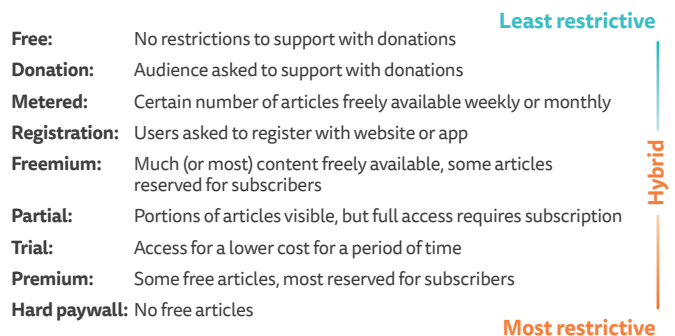 Least restrictive
Free: No restrictions to support with donations
Donation: Audience asked to support with donations
Metered: Certain number of articles freely available weekly or monthly
Registration: Users asked to register with website or app
Freemium: Much (or most) content freely available, some articles
reserved for subscribers
Hybrid
Partial: Portions of articles visible, but full access requires subscription
Trial: Access for a lower cost for a period of time
Premium: Some free articles, most reserved for subscribers
Hard paywall: No free articles
Most restrictive